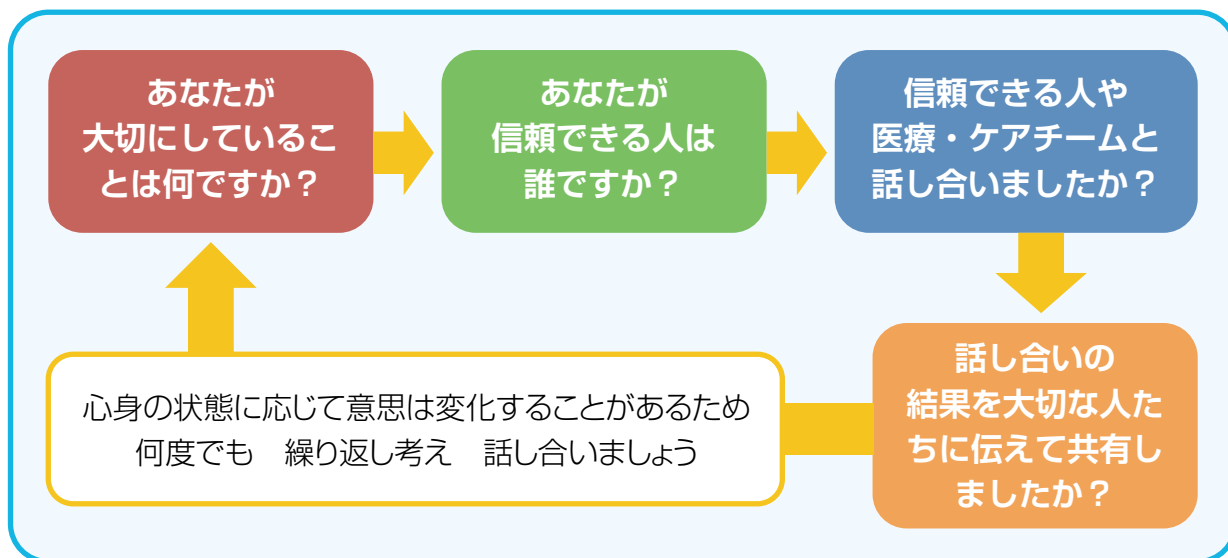 あなたが
大切にしているこ
とは何ですか？
あなたが
信頼できる人は
誰ですか？
信頼できる人や
医療・ケアチームと
話し合いましたか？
話し合いの
結果を大切な人た
ちに伝えて共有し
ましたか？
心身の状態に応じて意思は変化することがあるため
何度でも　繰り返し考え　話し合いましょう